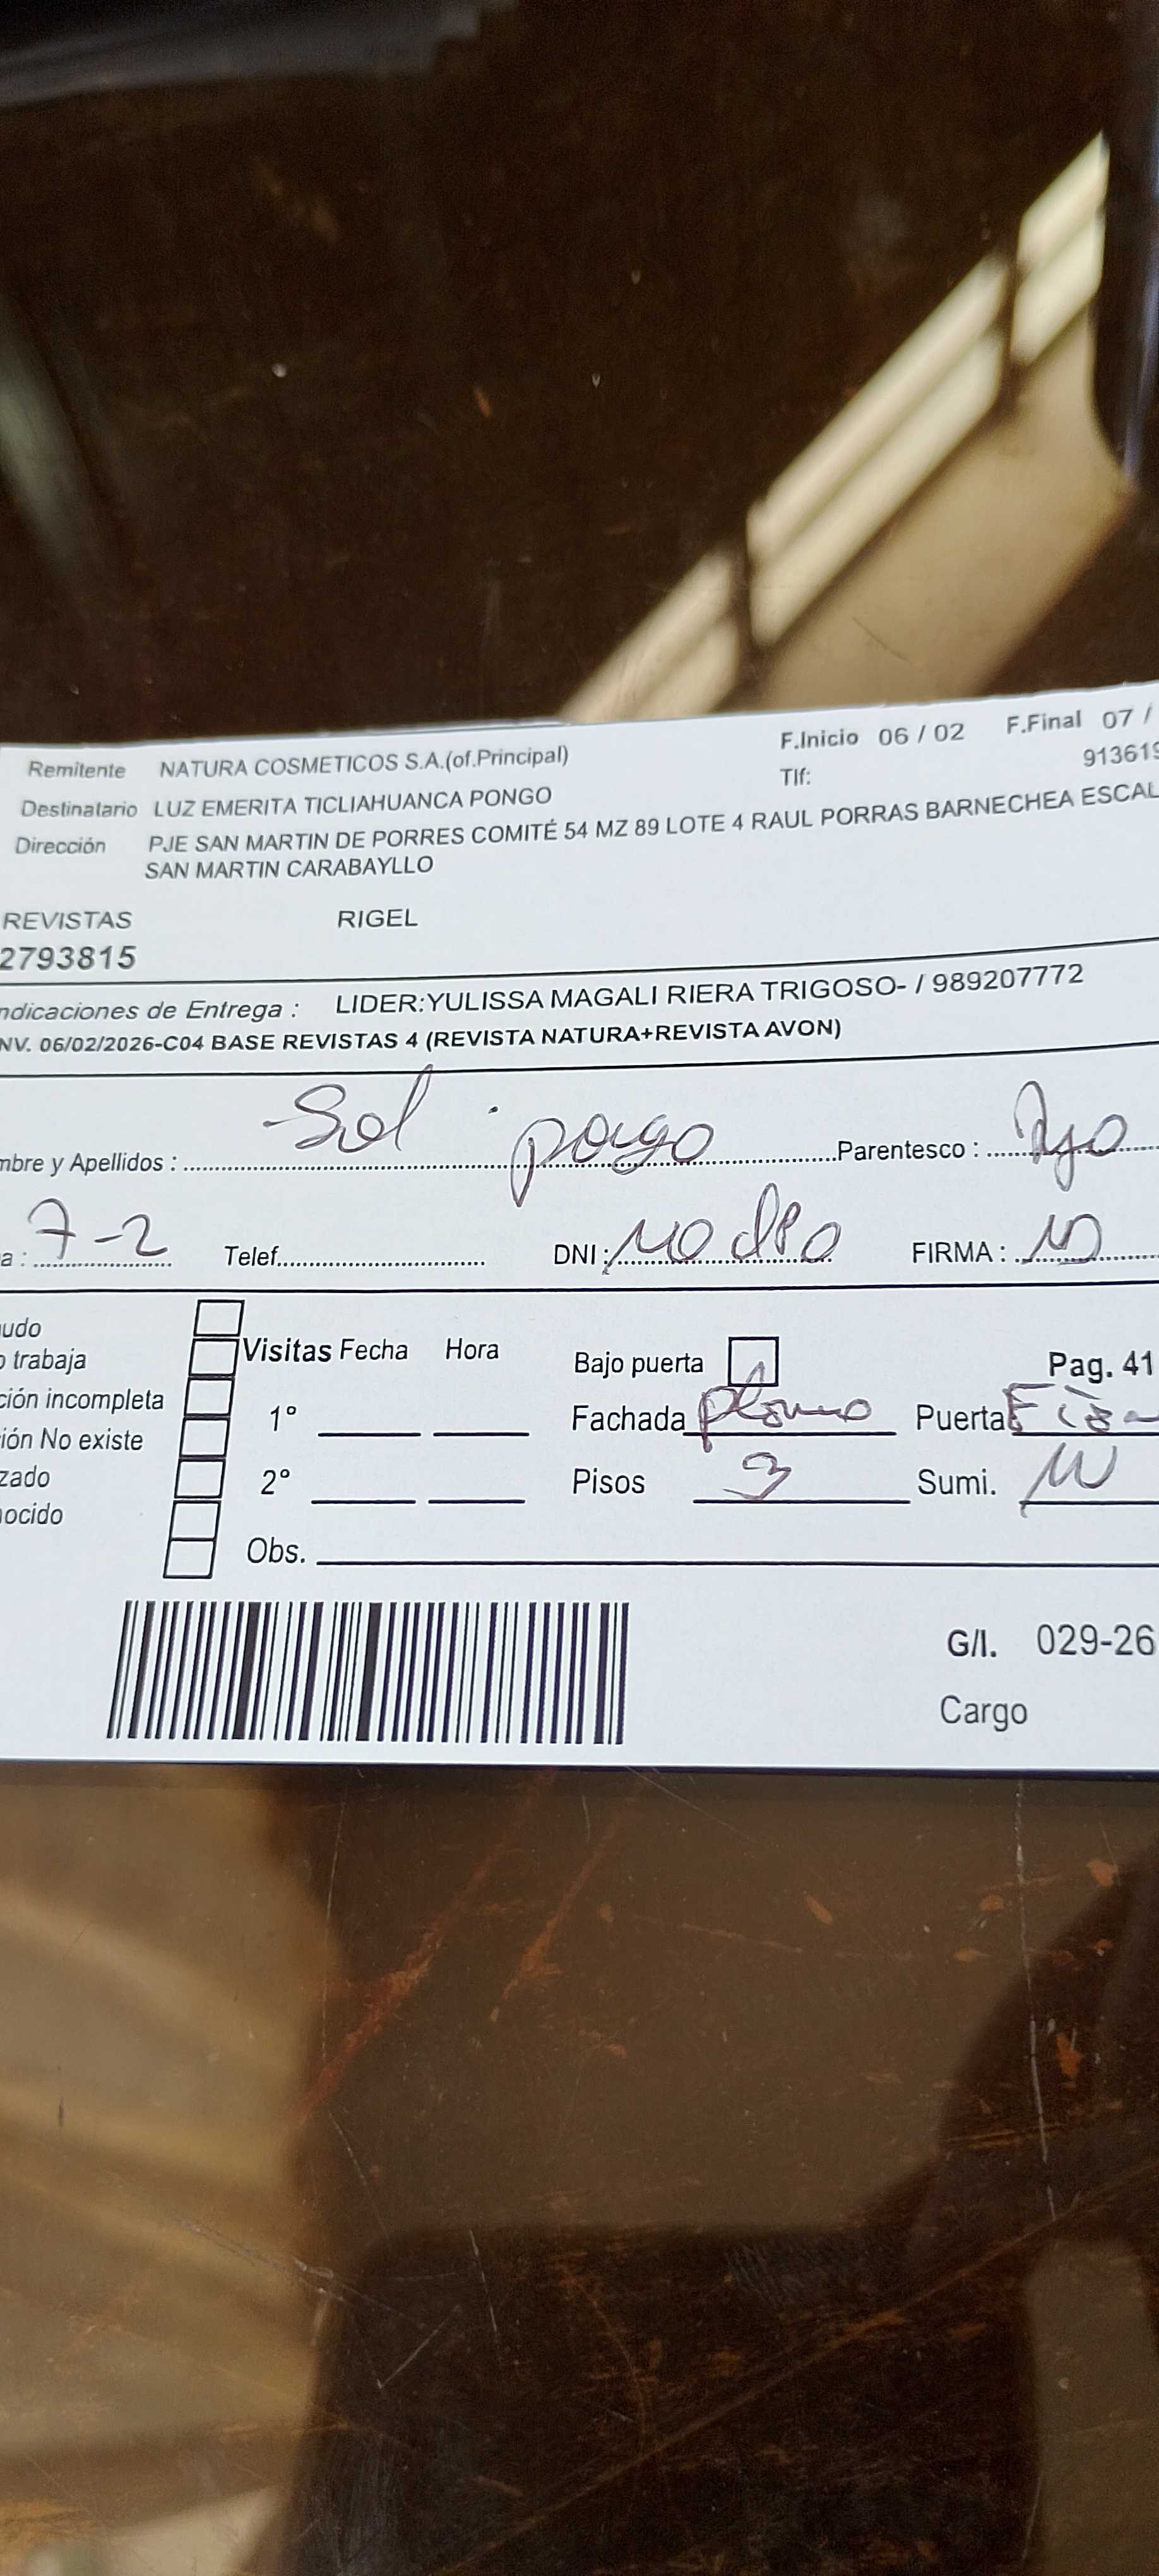 Remitente NATURA COSMETICOS S.A.(of.Principal) F.Inicio 06 / 02 F.Final 07 /
Destinatario LUZ EMERITA TICLIAHUANCA PONGO Tlf: 913619
Dirección PJE SAN MARTIN DE PORRES COMITÉ 54 MZ 89 LOTE 4 RAUL PORRAS BARNECHEA ESCAL
SAN MARTIN CARABAYLLO
REVISTAS RIGEL
2793815
ndicaciones de Entrega : LIDER:YULISSA MAGALI RIERA TRIGOSO- / 989207772
NV. 06/02/2026-C04 BASE REVISTAS 4 (REVISTA NATURA+REVISTA AVON)
mbre y Apellidos : Sol pongo Parentesco :
a : 7-2 Telef. DNI : no dio FIRMA :
udo
o trabaja Visitas Fecha Hora Bajo puerta Pag. 41
ción incompleta 1° Fachada plomo Puerta
ión No existe
zado 2° Pisos 3 Sumi.
ocido
Obs.
G/I. 029-26
Cargo